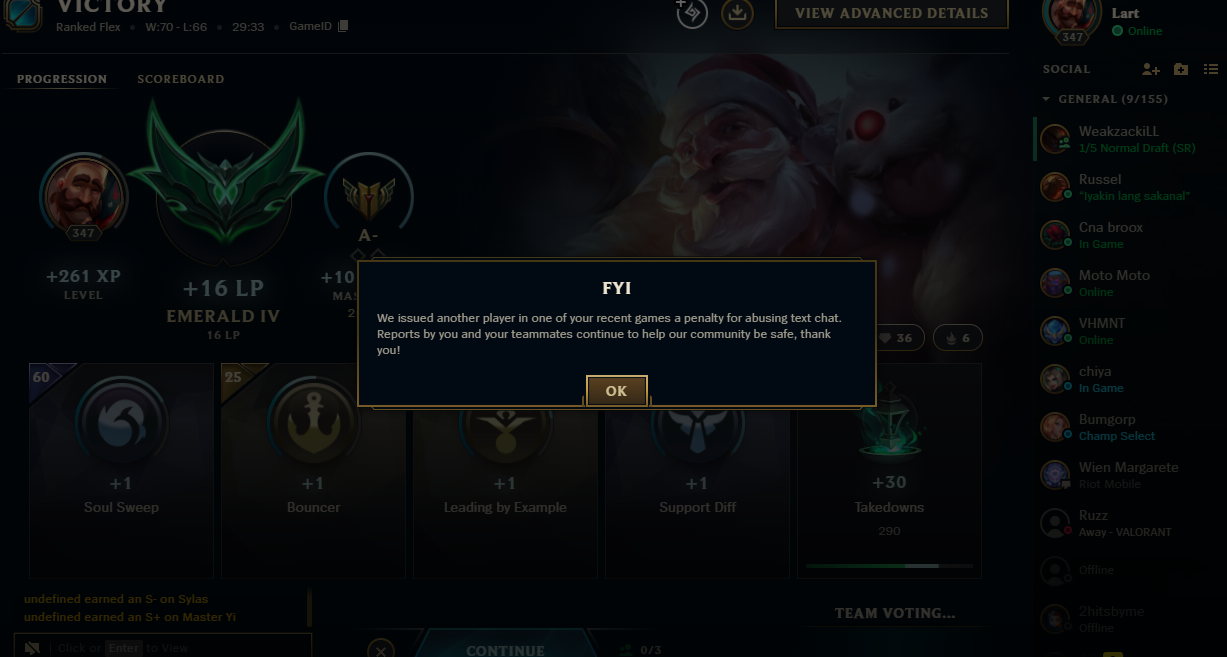 VICTORY
Ranked Flex • W:70 - L:66 • 29:33 • GameID
VIEW ADVANCED DETAILS
PROGRESSION SCOREBOARD
347
+261 XP
LEVEL
+16 LP
EMERALD IV
16 LP
A-
+10
MAS
2
36
6
FYI
We issued another player in one of your recent games a penalty for abusing text chat.
Reports by you and your teammates continue to help our community be safe, thank
you!
OK
60
+1
Soul Sweep
25
+1
Bouncer
+1
Leading by Example
+1
Support Diff
+30
Takedowns
290
undefined earned an S- on Sylas
undefined earned an S+ on Master Yi
Click or Enter to View
CONTINUE
0/3
TEAM VOTING...
347
Lart
Online
SOCIAL
GENERAL (9/155)
WeakzackiLL
1/5 Normal Draft (SR)
Russel
"Iyakin lang sakanal"
Cna broox
In Game
Moto Moto
Online
VHMNT
Online
chiya
In Game
Bumgorp
Champ Select
Wien Margarete
Riot Mobile
Ruzz
Away - VALORANT
Offline
2hitsbyme
Offline